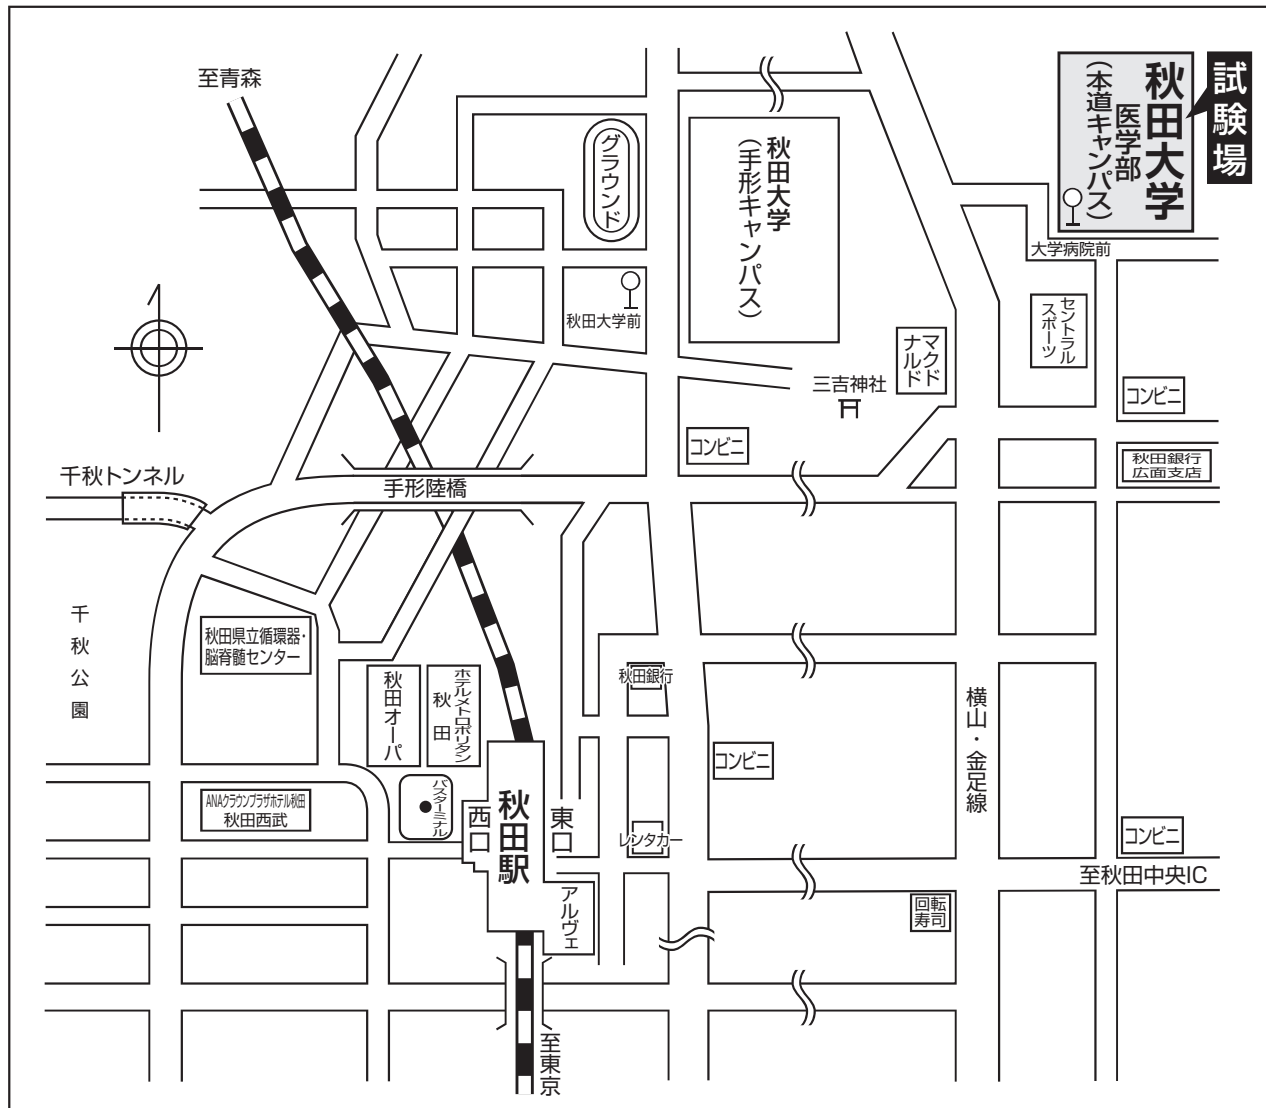 至青森
グラウンド
秋田大学
(手形キャンパス)
秋田大学
医学部
(本道キャンパス)
試験場
大学病院前
秋田大学前
セントラル
スポーツ
マクド
ナルド
三吉神社
コンビニ
コンビニ
千秋トンネル
手形陸橋
秋田銀行
広面支店
千秋公園
秋田県立循環器・
脳脊髄センター
秋田オーパ
ホテルメトロポリタン
秋田
秋田銀行
横山・金足線
コンビニ
ANAクラウンプラザホテル秋田
秋田西武
バスターミナル
西口
秋田駅
東口
レンタカー
コンビニ
至秋田中央IC
アルヴェ
回転
寿司
至東京